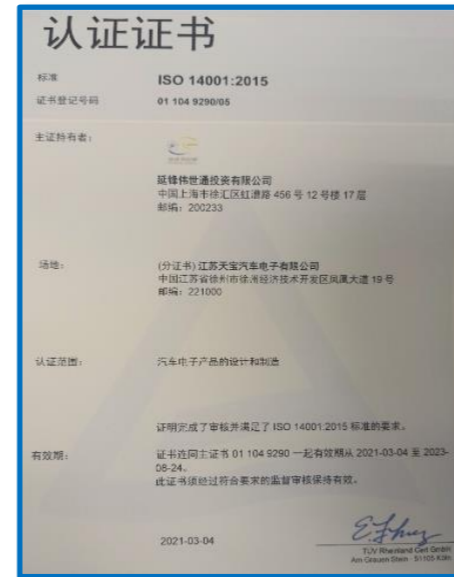 认证证书
标准 ISO 14001:2015
证书登记号码 01 104 9290/05
主证持有者：
延锋伟世通投资有限公司
中国上海市徐汇区虹漕路 456 号 12 号楼 17 层
邮编：200233
场地： (分证书) 江苏天宝汽车电子有限公司
中国江苏省徐州市徐州经济技术开发区凤凰大道 19 号
邮编：221000
认证范围： 汽车电子产品的设计和制造
证明完成了审核并满足了 ISO 14001:2015 标准的要求。
有效期： 证书连同主证书 01 104 9290 一起有效期从 2021-03-04 至 2023-
08-24。
此证书须经过符合要求的监督审核保持有效。
2021-03-04
TÜV Rheinland Cert GmbH
Am Grauen Stein · 51105 Köln